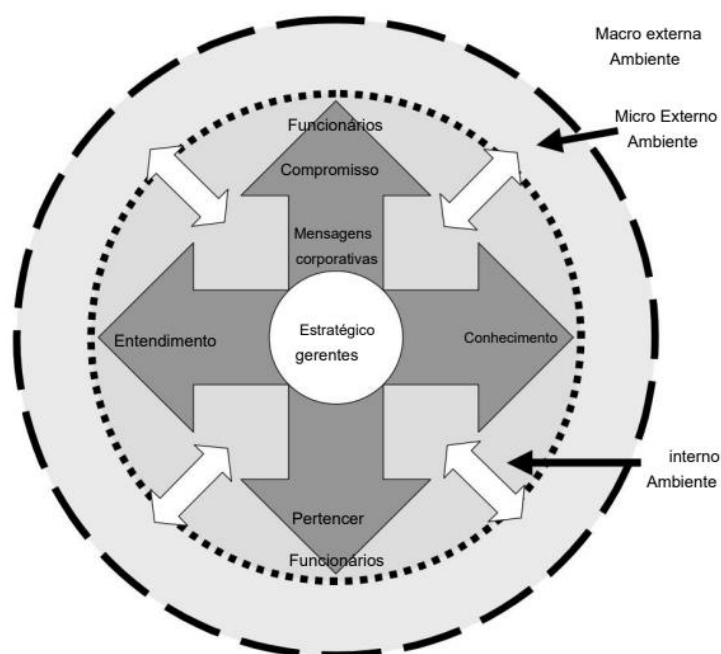 Macro externa
Ambiente
Micro Externo
Ambiente
Funcionários
Compromisso
Mensagens
corporativas
Entendimento
Estratégico
gerentes
Conhecimento
interno
Ambiente
Pertencer
Funcionários